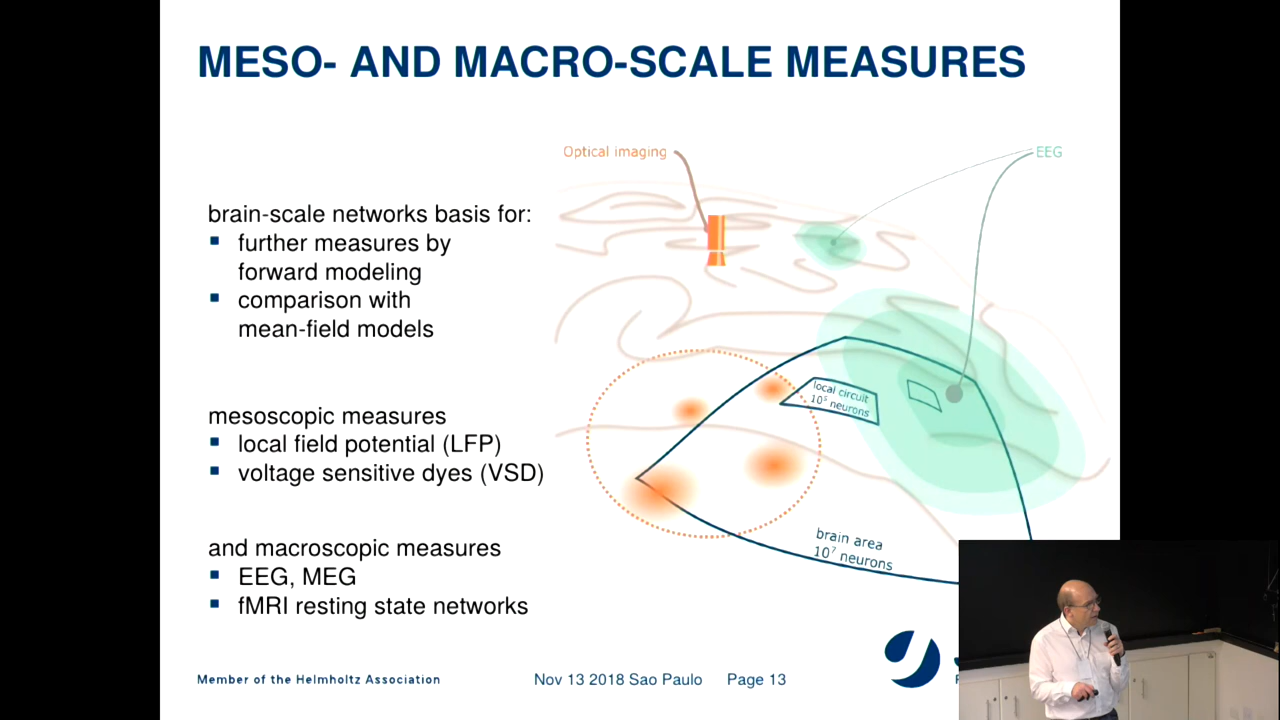 MESO- AND MACRO-SCALE MEASURES
Optical imaging
EEG
brain-scale networks basis for:
further measures by
forward modeling
comparison with
mean-field models
mesoscopic measures
local field potential (LFP)
voltage sensitive dyes (VSD)
and macroscopic measures
EEG, MEG
fMRI resting state networks
local circuit
10⁵ neurons
brain area
10⁷ neurons
Member of the Helmholtz Association
Nov 13 2018 Sao Paulo Page 13